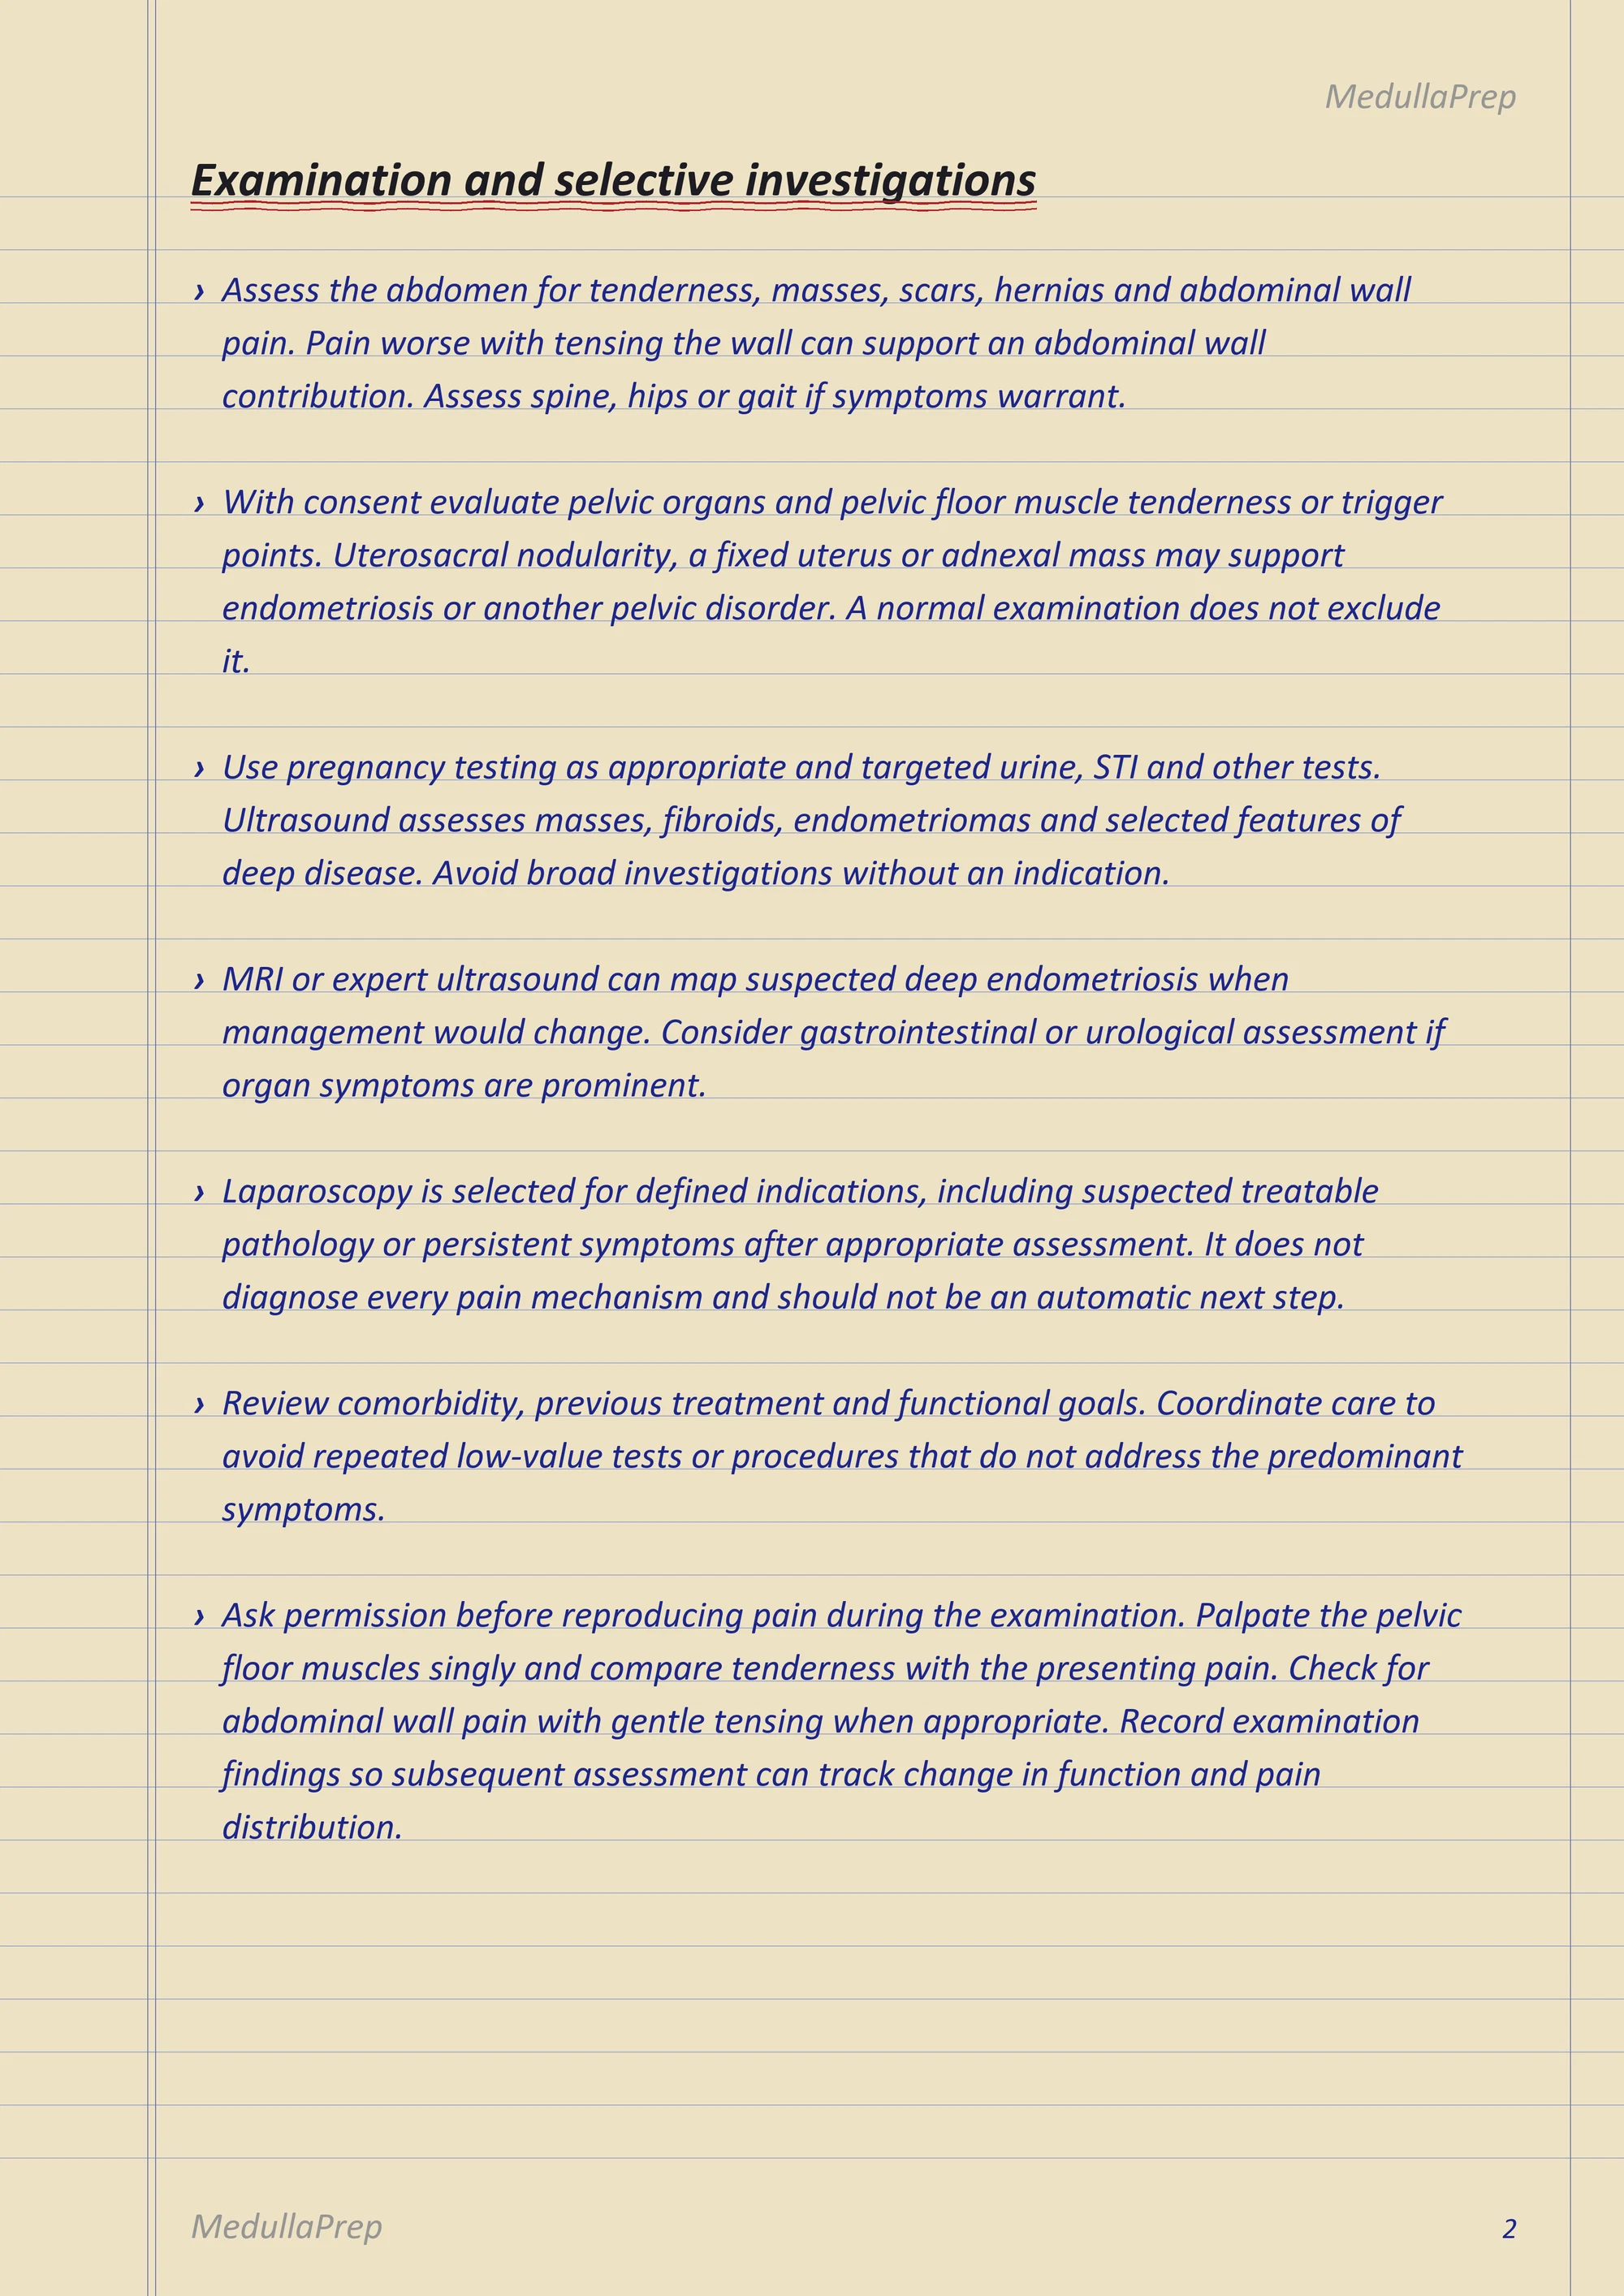 MedullaPrep
Examination and selective investigations
› Assess the abdomen for tenderness, masses, scars, hernias and abdominal wall
pain. Pain worse with tensing the wall can support an abdominal wall
contribution. Assess spine, hips or gait if symptoms warrant.
› With consent evaluate pelvic organs and pelvic floor muscle tenderness or trigger
points. Uterosacral nodularity, a fixed uterus or adnexal mass may support
endometriosis or another pelvic disorder. A normal examination does not exclude
it.
› Use pregnancy testing as appropriate and targeted urine, STI and other tests.
Ultrasound assesses masses, fibroids, endometriomas and selected features of
deep disease. Avoid broad investigations without an indication.
› MRI or expert ultrasound can map suspected deep endometriosis when
management would change. Consider gastrointestinal or urological assessment if
organ symptoms are prominent.
› Laparoscopy is selected for defined indications, including suspected treatable
pathology or persistent symptoms after appropriate assessment. It does not
diagnose every pain mechanism and should not be an automatic next step.
› Review comorbidity, previous treatment and functional goals. Coordinate care to
avoid repeated low-value tests or procedures that do not address the predominant
symptoms.
› Ask permission before reproducing pain during the examination. Palpate the pelvic
floor muscles singly and compare tenderness with the presenting pain. Check for
abdominal wall pain with gentle tensing when appropriate. Record examination
findings so subsequent assessment can track change in function and pain
distribution.
MedullaPrep
2